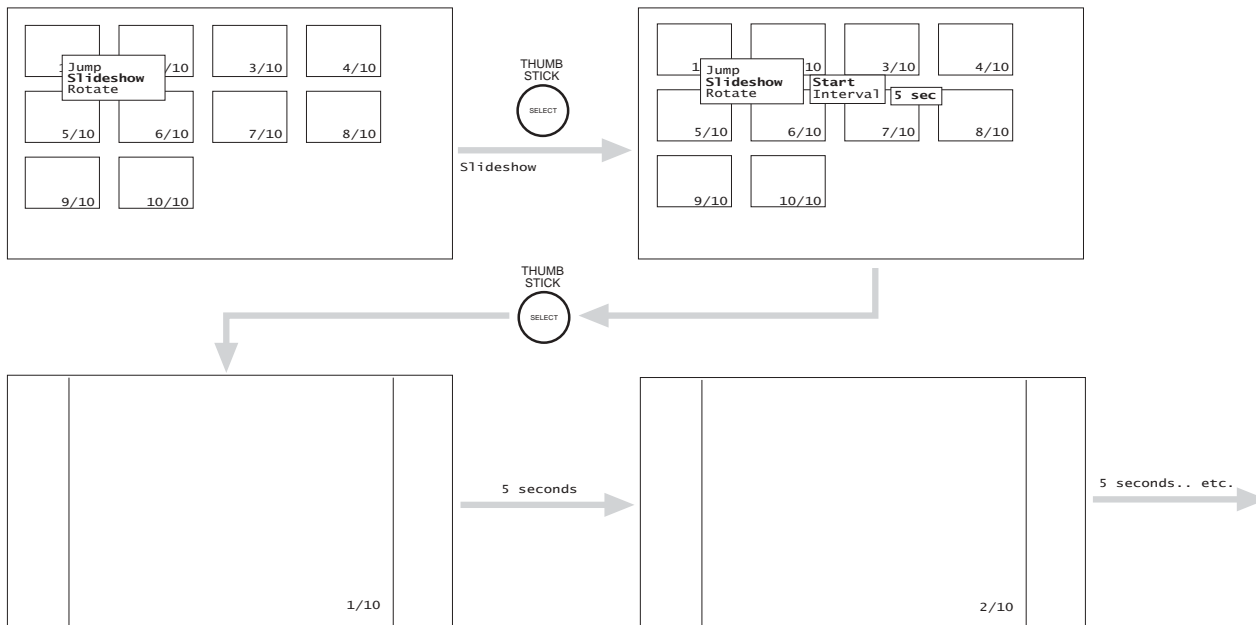 1
/10
3/10
4/10
Jump
Slideshow
Rotate
5/10
6/10
7/10
8/10
9/10
10/10
THUMB
STICK
SELECT
Slideshow
1
10
3/10
4/10
Jump
Slideshow
Rotate
Start
Interval
5 sec
5/10
6/10
7/10
8/10
9/10
10/10
THUMB
STICK
SELECT
1/10
5 seconds
2/10
5 seconds.. etc.